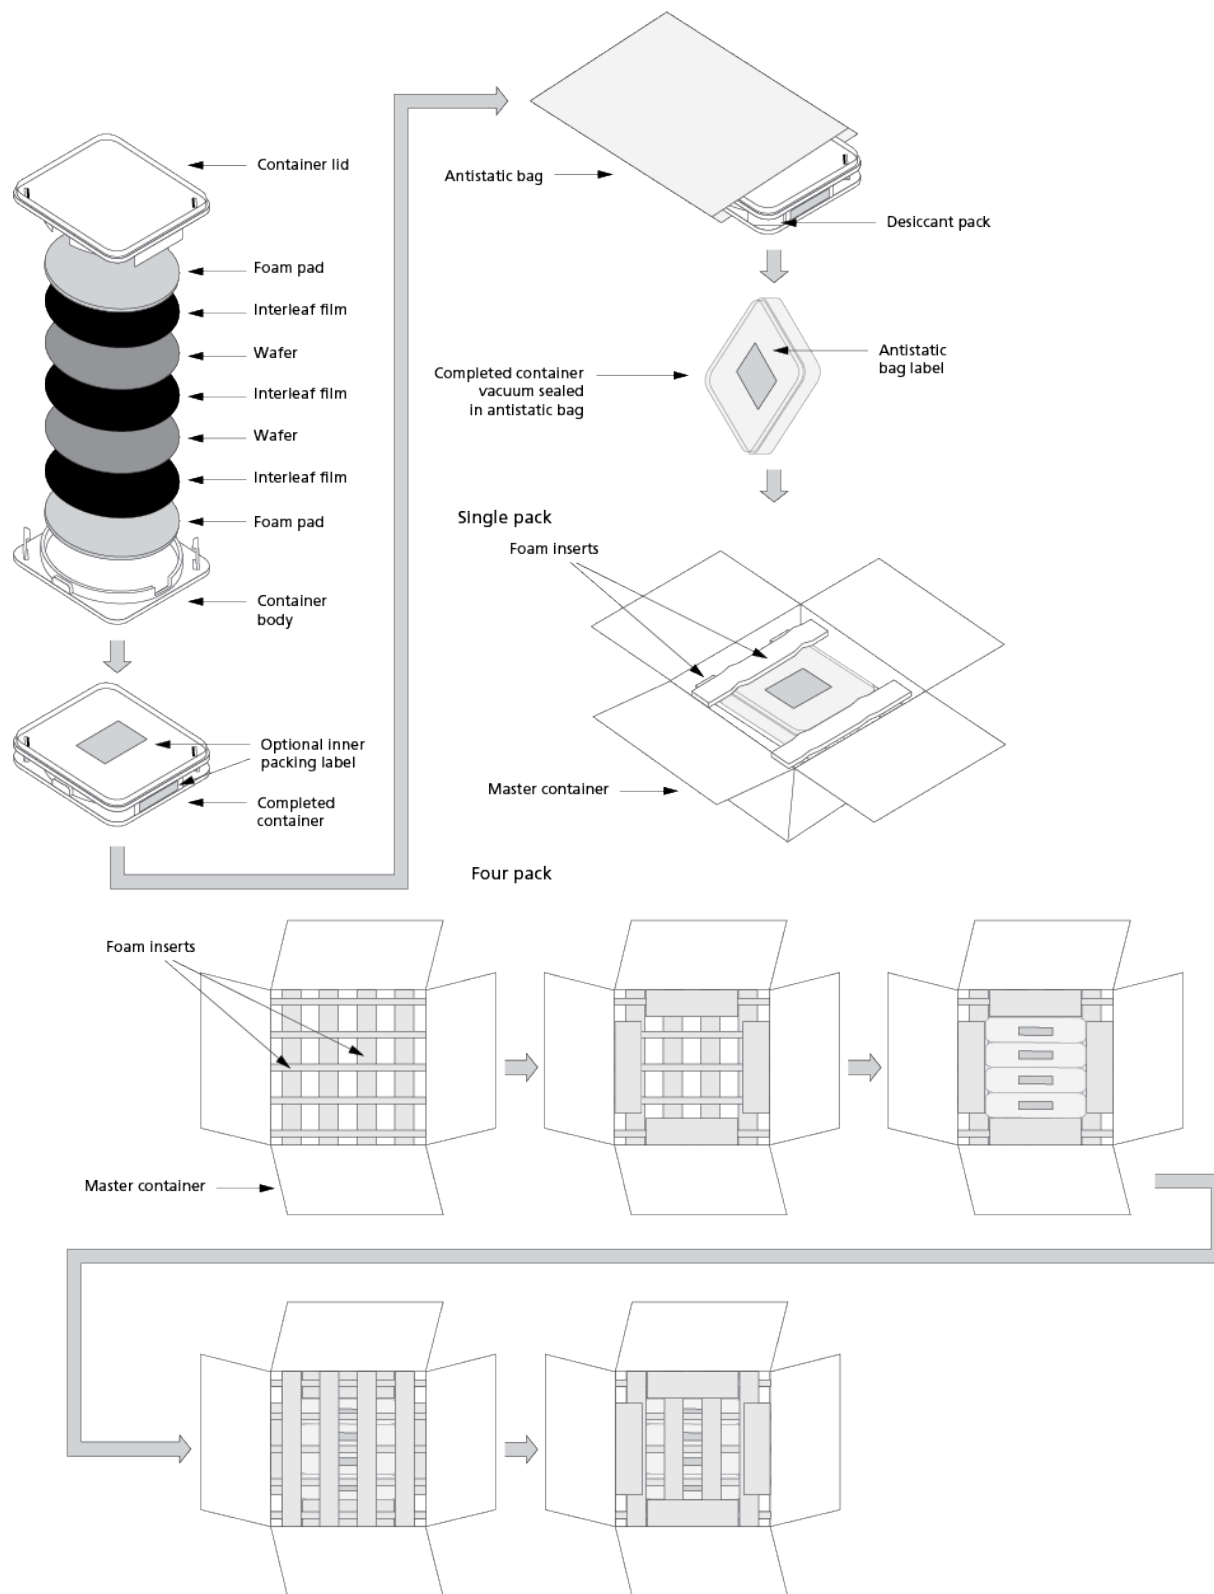 Container lid
Foam pad
Interleaf film
Wafer
Interleaf film
Wafer
Interleaf film
Foam pad
Container
body
Optional inner
packing label
Completed
container
Antistatic bag
Desiccant pack
Antistatic
bag label
Completed container
vacuum sealed
in antistatic bag
Single pack
Foam inserts
Master container
Four pack
Foam inserts
Master container